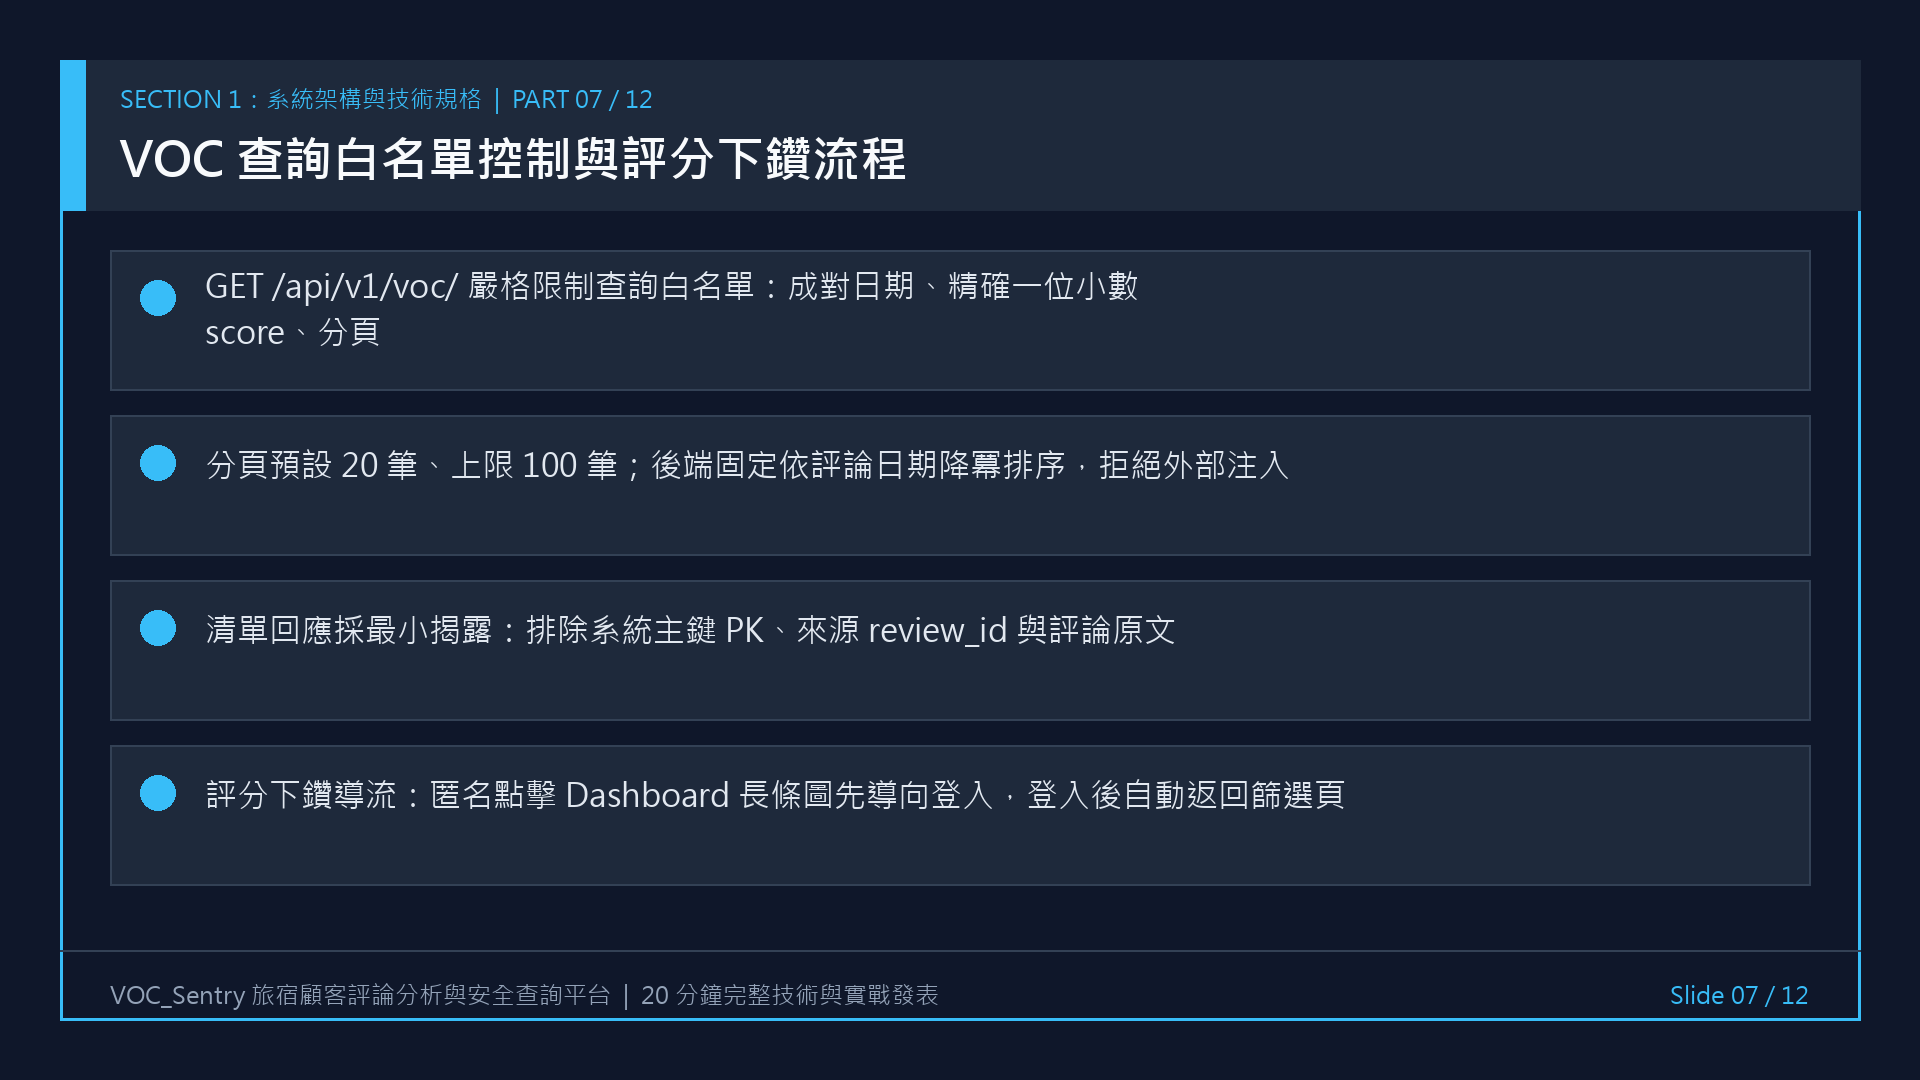 SECTION 1：系統架構與技術規格 | PART 07 / 12
VOC 查詢白名單控制與評分下鑽流程
GET /api/v1/voc/ 嚴格限制查詢白名單：成對日期、精確一位小數
score、分頁
分頁預設 20 筆、上限 100 筆；後端固定依評論日期降冪排序，拒絕外部注入
清單回應採最小揭露：排除系統主鍵 PK、來源 review_id 與評論原文
評分下鑽導流：匿名點擊 Dashboard 長條圖先導向登入，登入後自動返回篩選頁
VOC_Sentry 旅宿顧客評論分析與安全查詢平台 | 20 分鐘完整技術與實戰發表
Slide 07 / 12